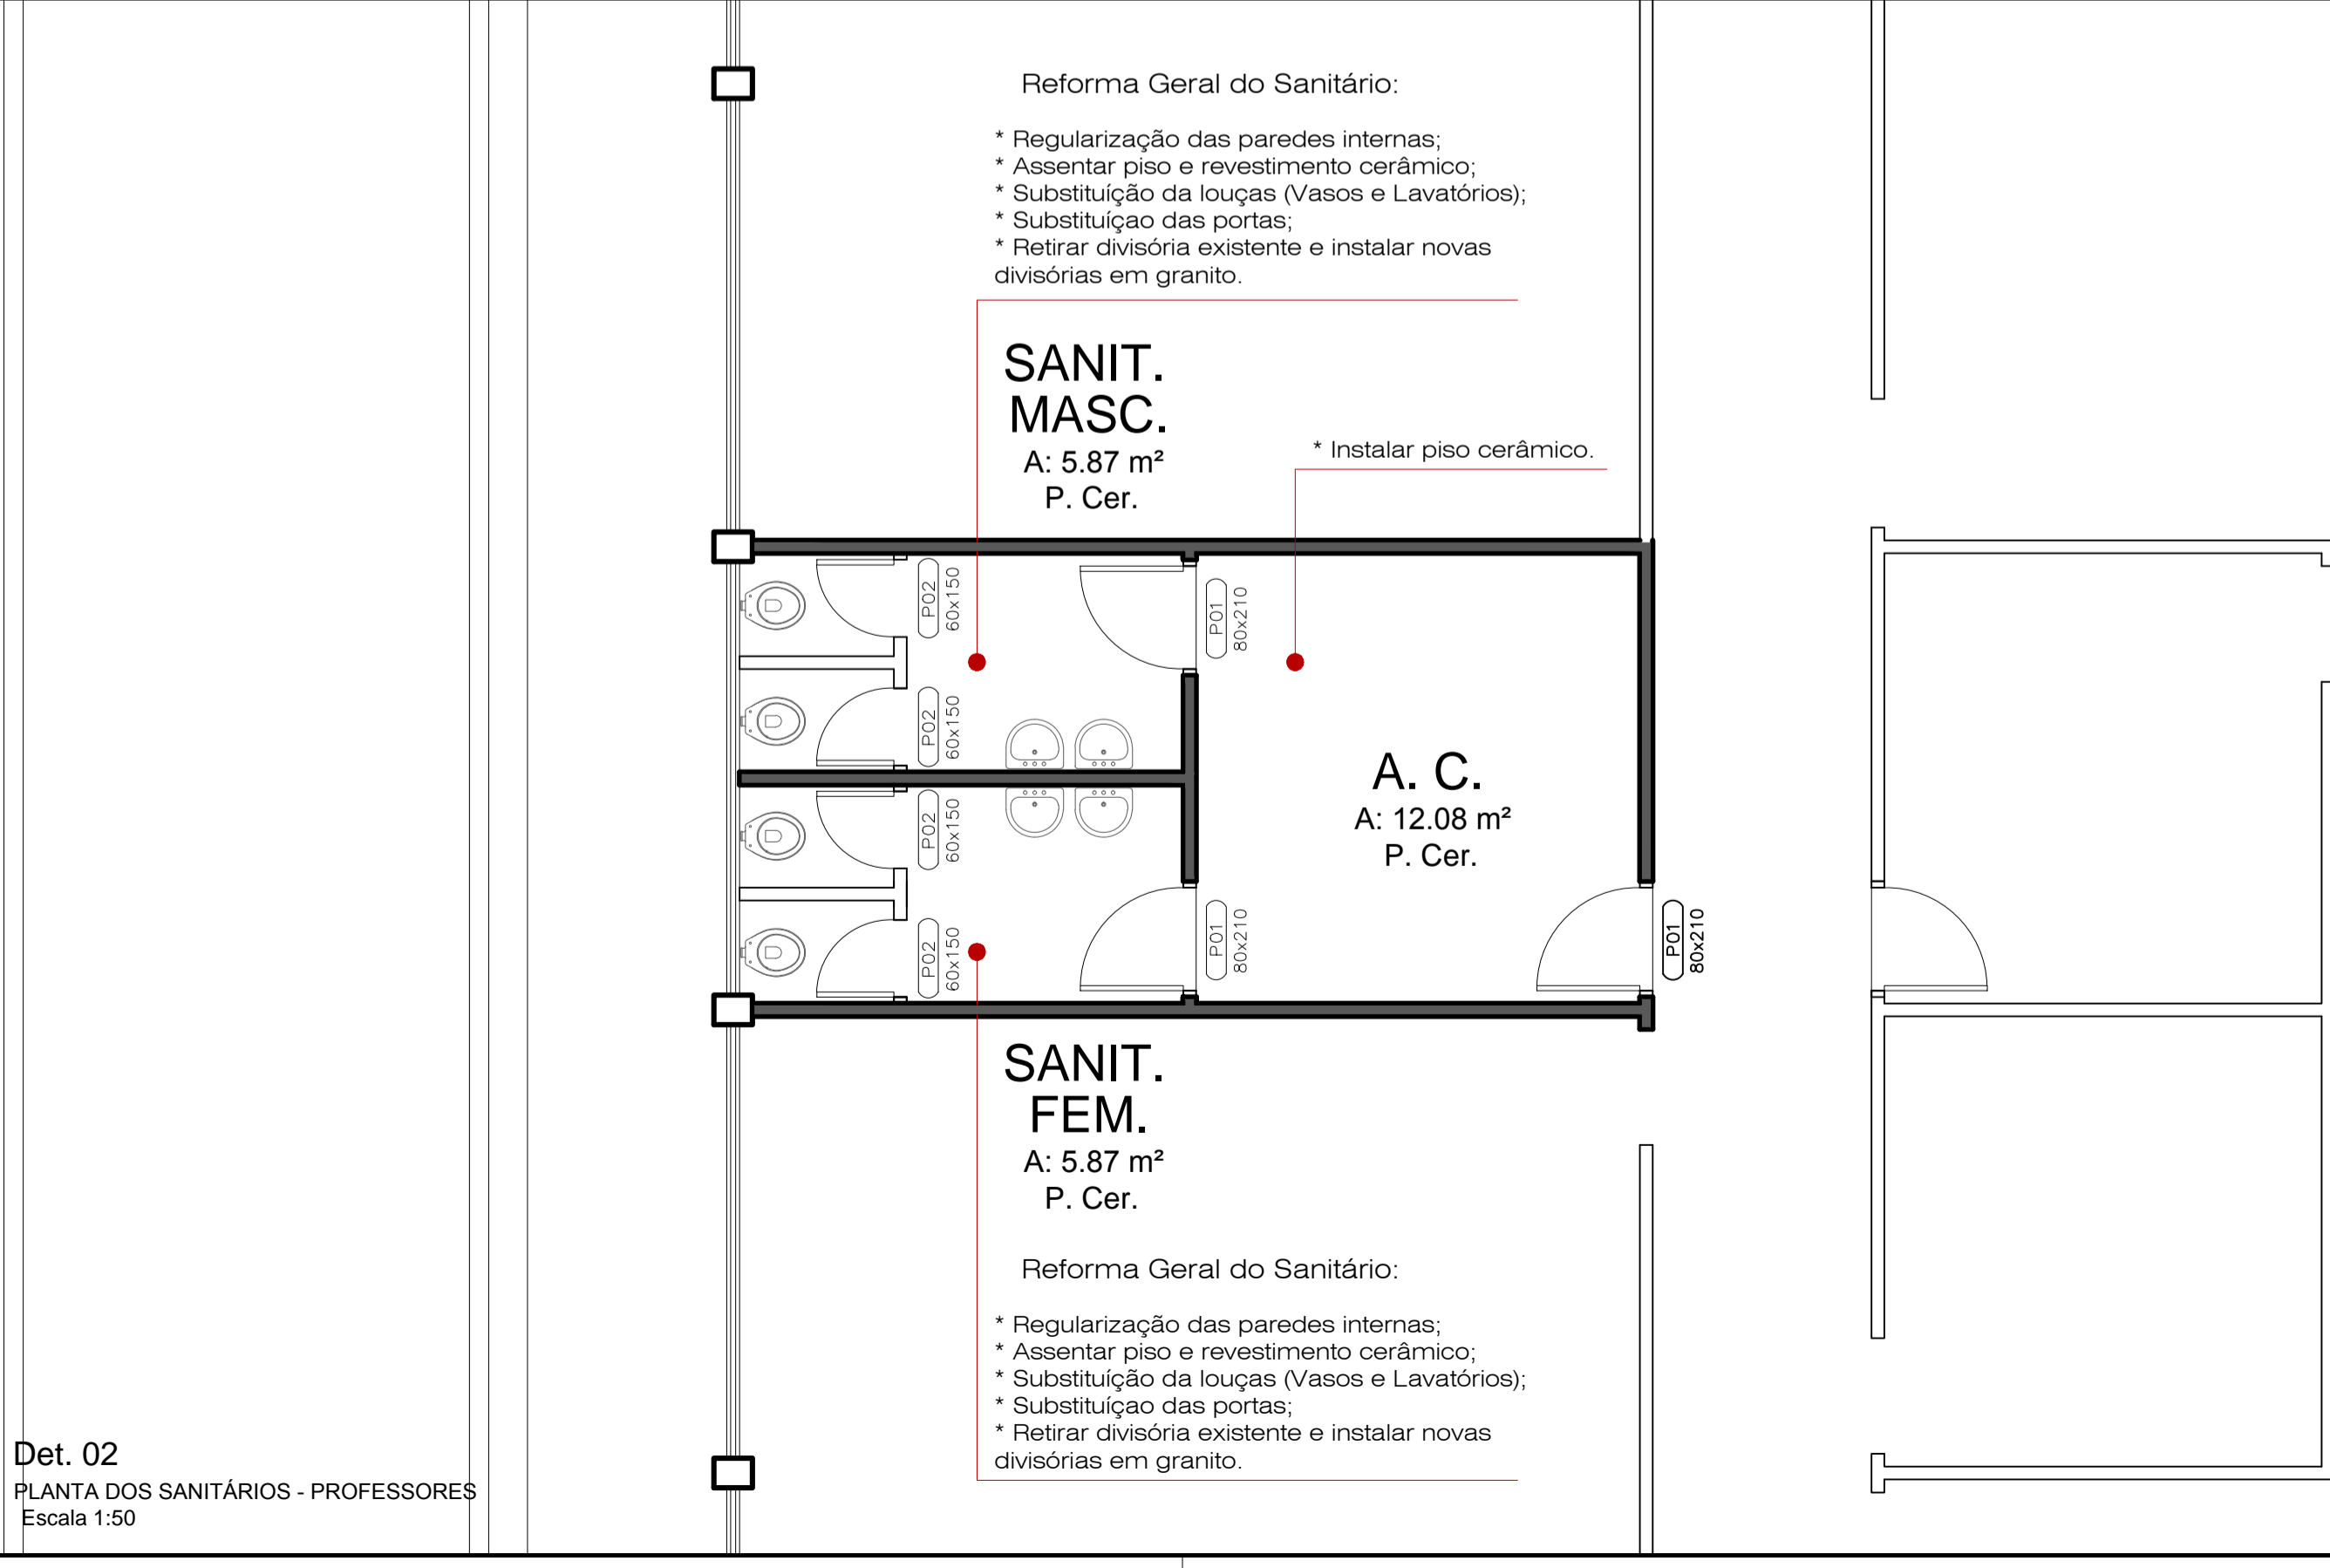 Reforma Geral do Sanitário:
* Regularização das paredes internas;
* Assentar piso e revestimento cerâmico;
* Substituíção da louças (Vasos e Lavatórios);
* Substituíçao das portas;
* Retirar divisória existente e instalar novas
divisórias em granito.
SANIT.
MASC.
A: 5.87 m²
P. Cer.
* Instalar piso cerâmico.
P02
60x150
P01
80x210
P02
60x150
A. C.
A: 12.08 m²
P. Cer.
P02
60x150
P02
60x150
P01
80x210
P01
80x210
SANIT.
FEM.
A: 5.87 m²
P. Cer.
Reforma Geral do Sanitário:
* Regularização das paredes internas;
* Assentar piso e revestimento cerâmico;
* Substituíção da louças (Vasos e Lavatórios);
* Substituíçao das portas;
* Retirar divisória existente e instalar novas
divisórias em granito.
Det. 02
PLANTA DOS SANITÁRIOS - PROFESSORES
Escala 1:50